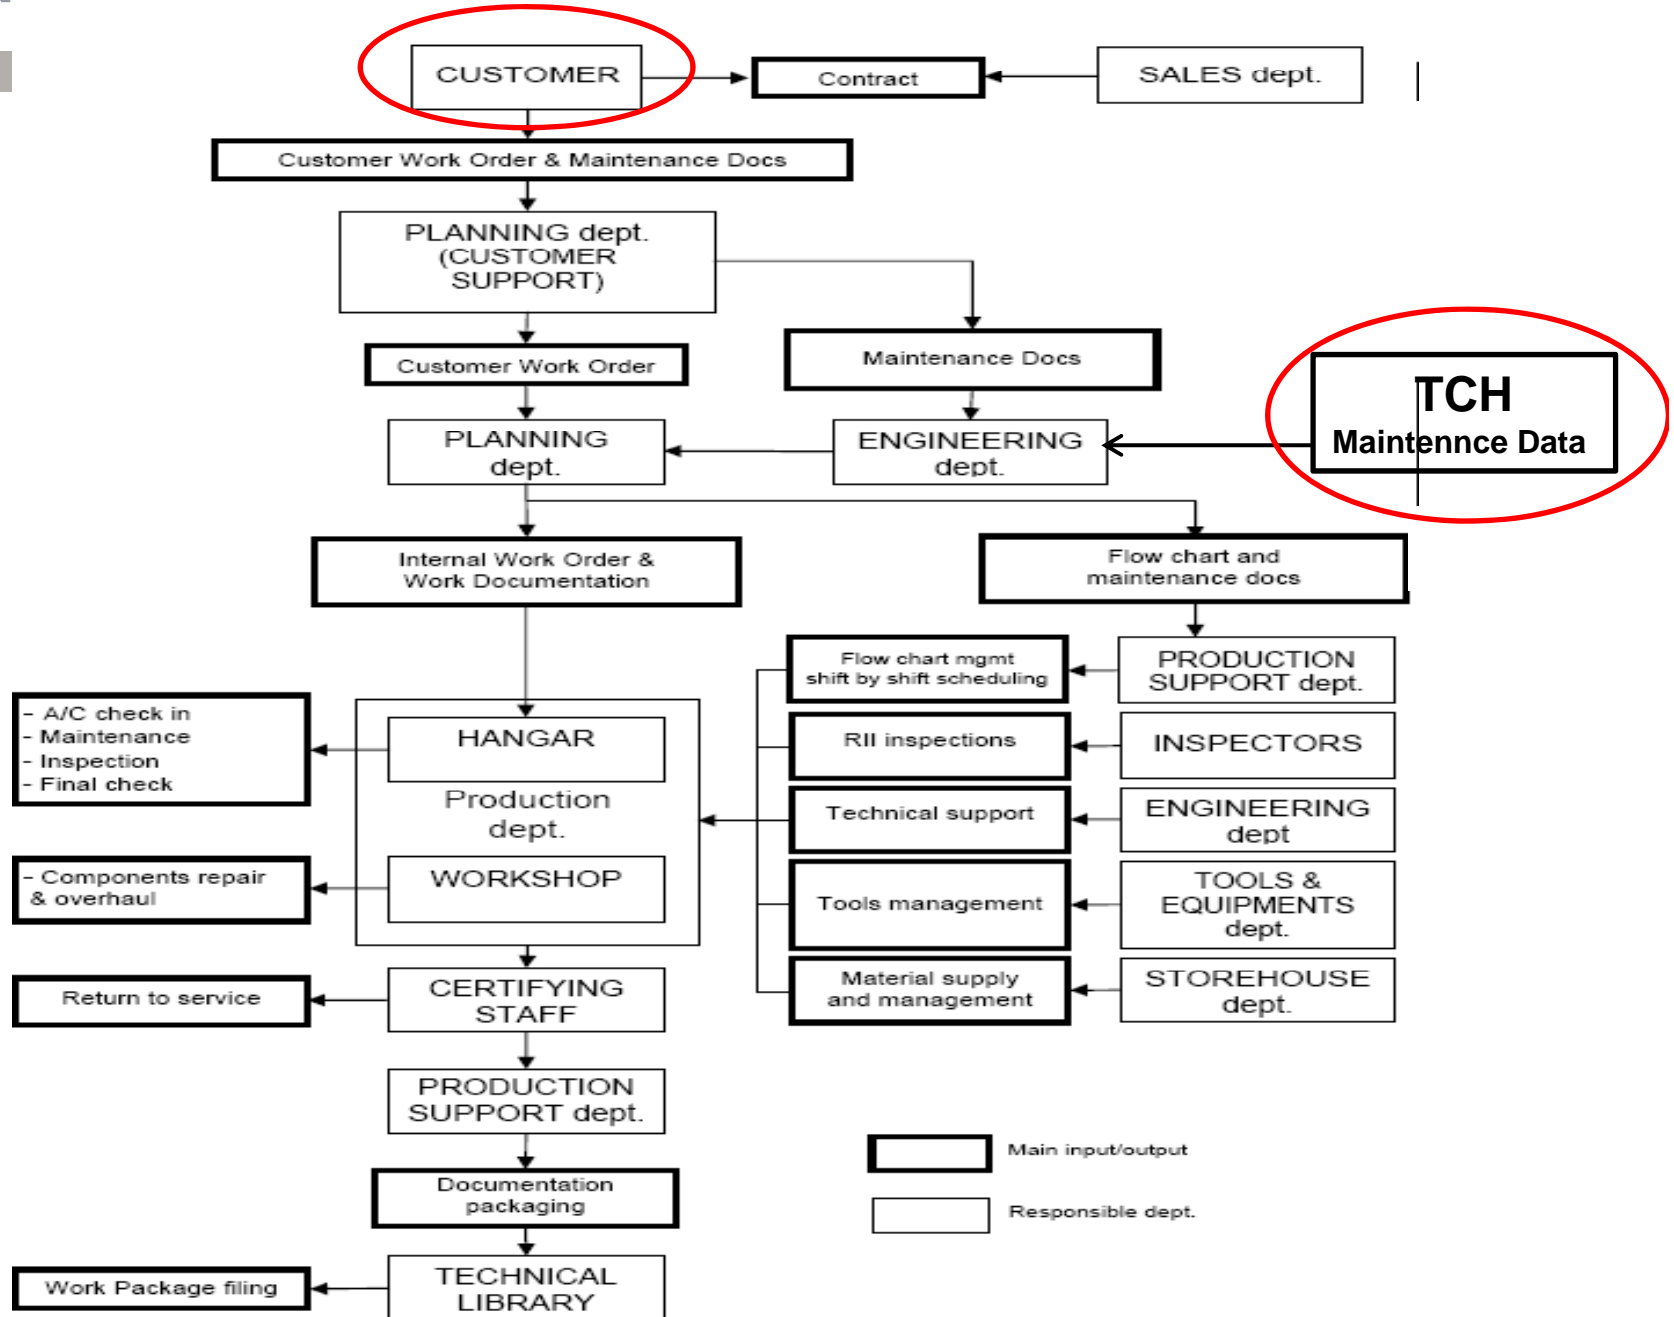 CUSTOMER
Contract
SALES dept.
Customer Work Order & Maintenance Docs
PLANNING dept.
(CUSTOMER
SUPPORT)
Customer Work Order
Maintenance Docs
TCH
Maintennce Data
PLANNING
dept.
ENGINEERING
dept.
Internal Work Order &
Work Documentation
Flow chart and
maintenance docs
Flow chart mgmt
shift by shift scheduling
PRODUCTION
SUPPORT dept.
- A/C check in
- Maintenance
- Inspection
- Final check
HANGAR
RII inspections
INSPECTORS
Production
dept.
Technical support
ENGINEERING
dept
- Components repair
& overhaul
WORKSHOP
Tools management
TOOLS &
EQUIPMENTS
dept.
Return to service
CERTIFYING
STAFF
Material supply
and management
STOREHOUSE
dept.
PRODUCTION
SUPPORT dept.
Main input/output
Documentation
packaging
Responsible dept.
Work Package filing
TECHNICAL
LIBRARY